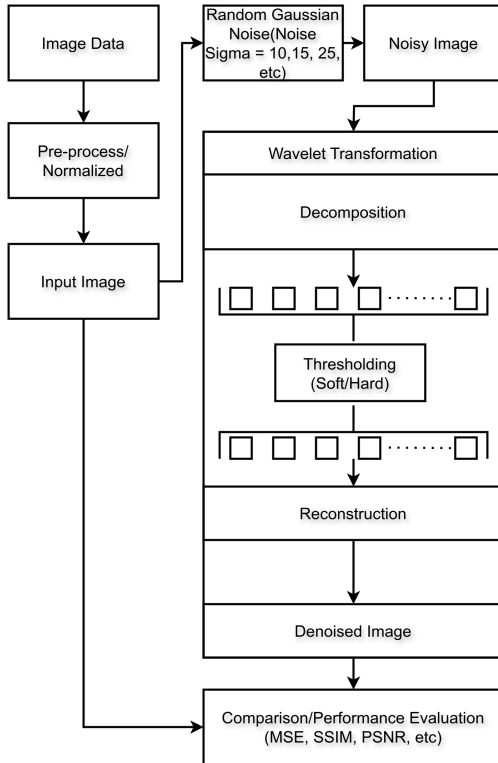 Image Data
Random Gaussian
Noise(Noise
Sigma = 10,15, 25,
etc)
Noisy Image
Pre-process/
Normalized
Input Image
Wavelet Transformation
Decomposition
Thresholding
(Soft/Hard)
Reconstruction
Denoised Image
Comparison/Performance Evaluation
(MSE, SSIM, PSNR, etc)